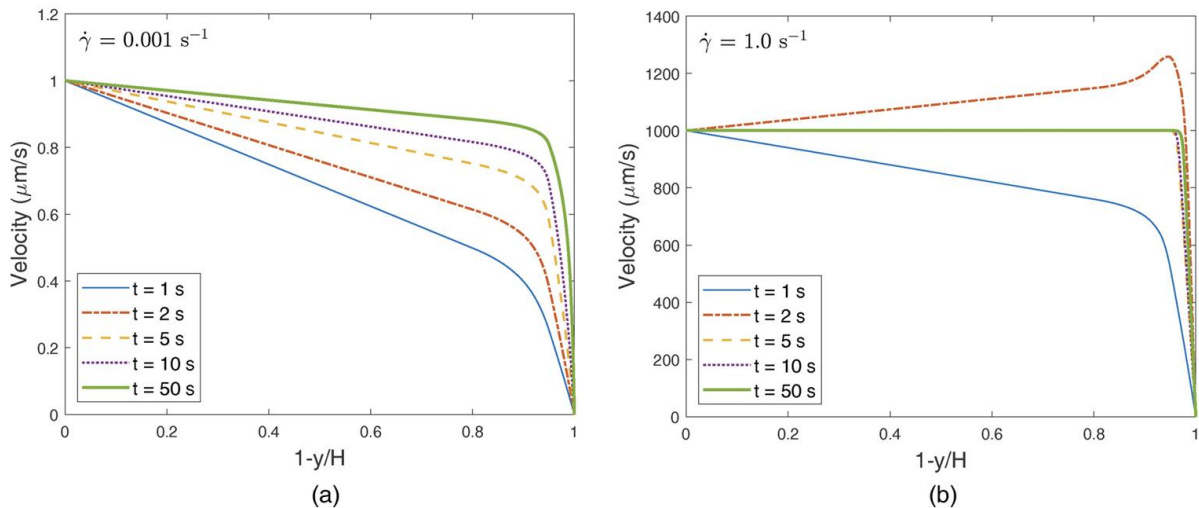 (a)
γ̇ = 0.001 s⁻¹
1.2
1
0.8
0.6
0.4
0.2
0
Velocity (μm/s)
t = 1 s
t = 2 s
t = 5 s
t = 10 s
t = 50 s
0 0.2 0.4 0.6 0.8 1
1-y/H
(a)
γ̇ = 1.0 s⁻¹
1400
1200
1000
800
600
400
200
0
Velocity (μm/s)
t = 1 s
t = 2 s
t = 5 s
t = 10 s
t = 50 s
0 0.2 0.4 0.6 0.8 1
1-y/H
(b)